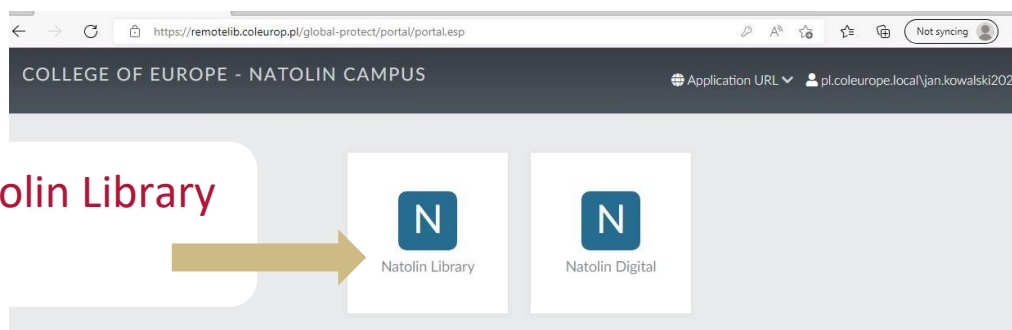 https://remotelib.coleurop.pl/global-protect/portal/portal.esp
Not syncing
COLLEGE OF EUROPE - NATOLIN CAMPUS
Application URL
pl.coleurope.local\jan.kowalski202
olin Library
N
Natolin Library
N
Natolin Digital